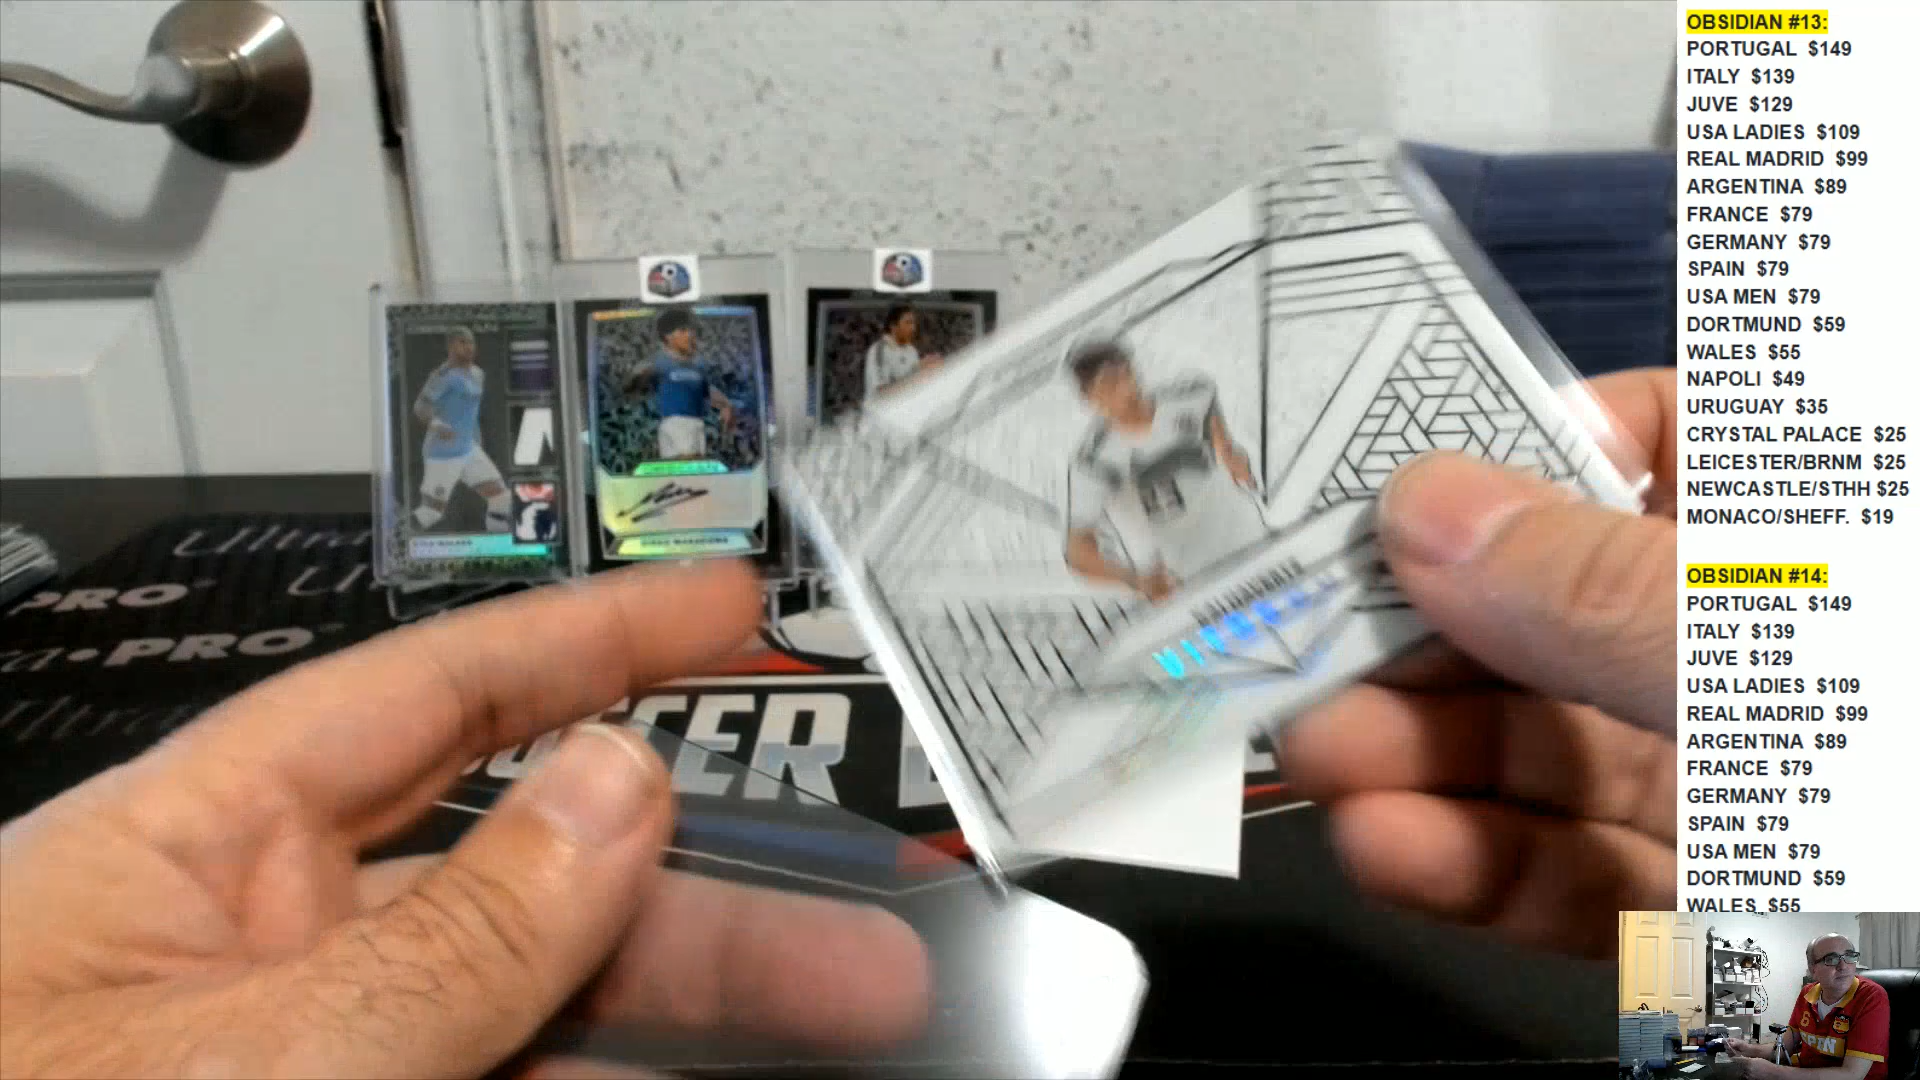 OBSIDIAN #13:
PORTUGAL $149
ITALY $139
JUVE $129
USA LADIES $109
REAL MADRID $99
ARGENTINA $89
FRANCE $79
GERMANY $79
SPAIN $79
USA MEN $79
DORTMUND $59
WALES $55
NAPOLI $49
URUGUAY $35
CRYSTAL PALACE $25
LEICESTER/BRNM $25
NEWCASTLE/STHH $25
MONACO/SHEFF. $19
OBSIDIAN #14:
PORTUGAL $149
ITALY $139
JUVE $129
USA LADIES $109
REAL MADRID $99
ARGENTINA $89
FRANCE $79
GERMANY $79
SPAIN $79
USA MEN $79
DORTMUND $59
WALES $55
Ultra
PRO
PRO
23